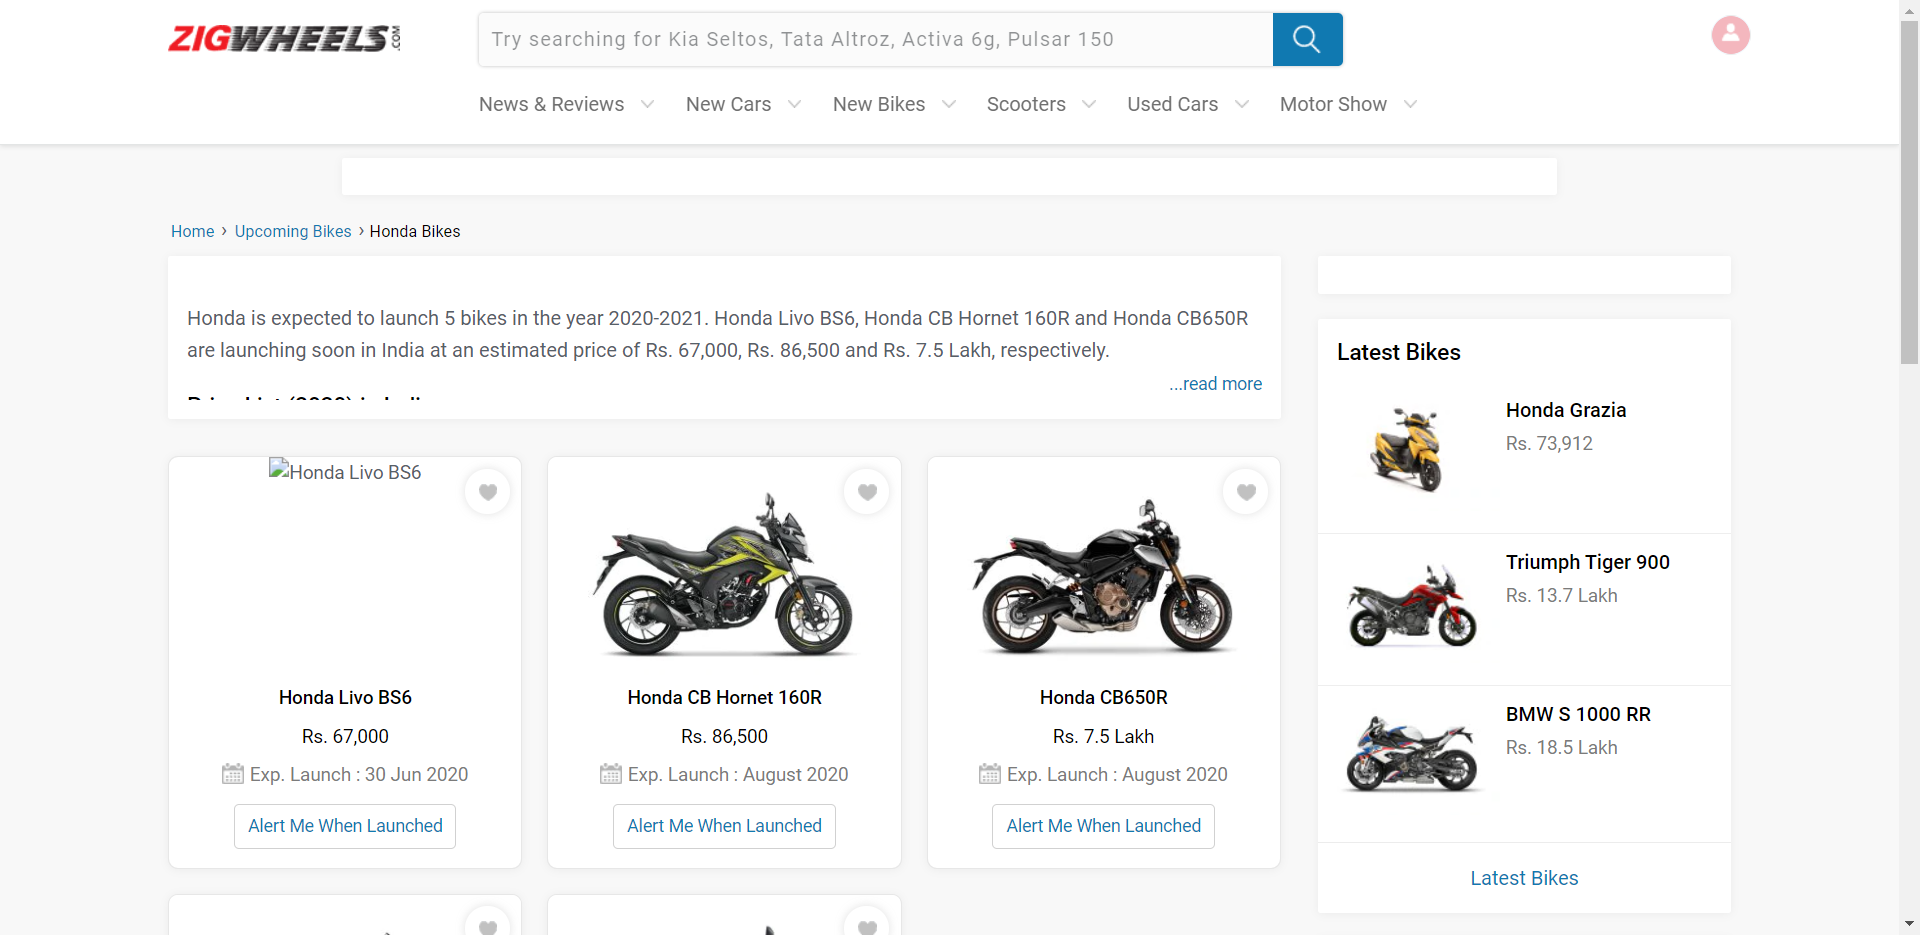 ZIGWHEELS.COM
Try searching for Kia Seltos, Tata Altroz, Activa 6g, Pulsar 150
News & Reviews New Cars New Bikes Scooters Used Cars Motor Show
Home › Upcoming Bikes › Honda Bikes
Honda is expected to launch 5 bikes in the year 2020-2021. Honda Livo BS6, Honda CB Hornet 160R and Honda CB650R
are launching soon in India at an estimated price of Rs. 67,000, Rs. 86,500 and Rs. 7.5 Lakh, respectively.
...read more
Honda Livo BS6
Honda Livo BS6
Rs. 67,000
Exp. Launch : 30 Jun 2020
Alert Me When Launched
Honda CB Hornet 160R
Rs. 86,500
Exp. Launch : August 2020
Alert Me When Launched
Honda CB650R
Rs. 7.5 Lakh
Exp. Launch : August 2020
Alert Me When Launched
Latest Bikes
Honda Grazia
Rs. 73,912
Triumph Tiger 900
Rs. 13.7 Lakh
BMW S 1000 RR
Rs. 18.5 Lakh
Latest Bikes